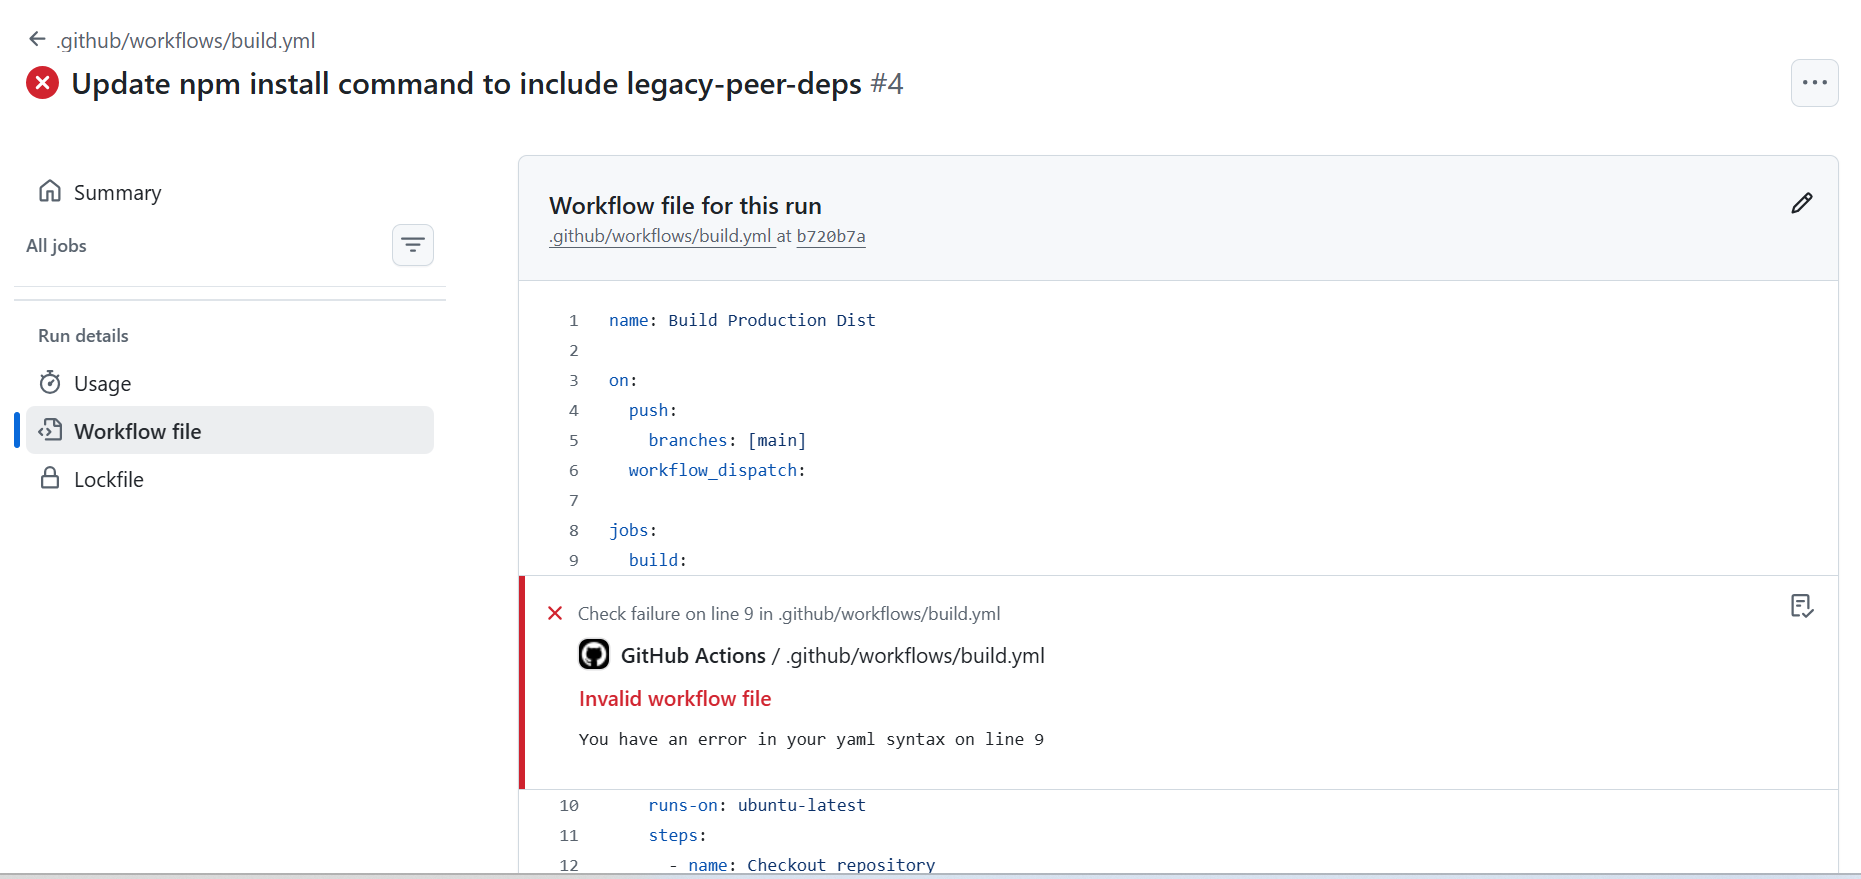 .github/workflows/build.yml
Update npm install command to include legacy-peer-deps #4
Summary
All jobs
Run details
Usage
Workflow file
Lockfile
Workflow file for this run
.github/workflows/build.yml at b720b7a
1 name: Build Production Dist
2
3 on:
4 push:
5 branches: [main]
6 workflow_dispatch:
7
8 jobs:
9 build:
Check failure on line 9 in .github/workflows/build.yml
GitHub Actions / .github/workflows/build.yml
Invalid workflow file
You have an error in your yaml syntax on line 9
10 runs-on: ubuntu-latest
11 steps:
12 - name: Checkout repository